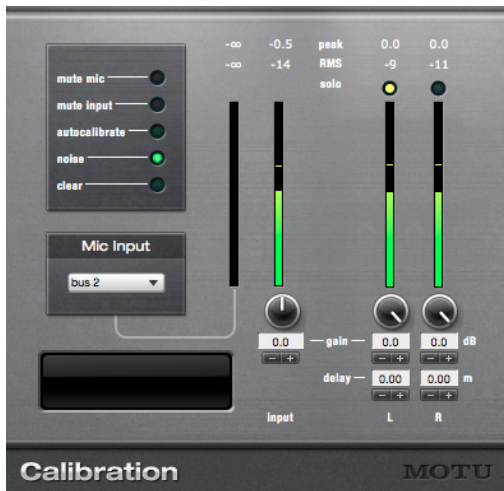 -∞ -0.5 peak 0.0 0.0
-∞ -14 RMS -9 -11
solo
mute mic
mute input
autocalibrate
noise
clear
Mic Input
bus 2
0.0 gain 0.0 0.0 dB
- + - + - +
delay 0.00 0.00 m
- + - +
input L R
Calibration MOTU